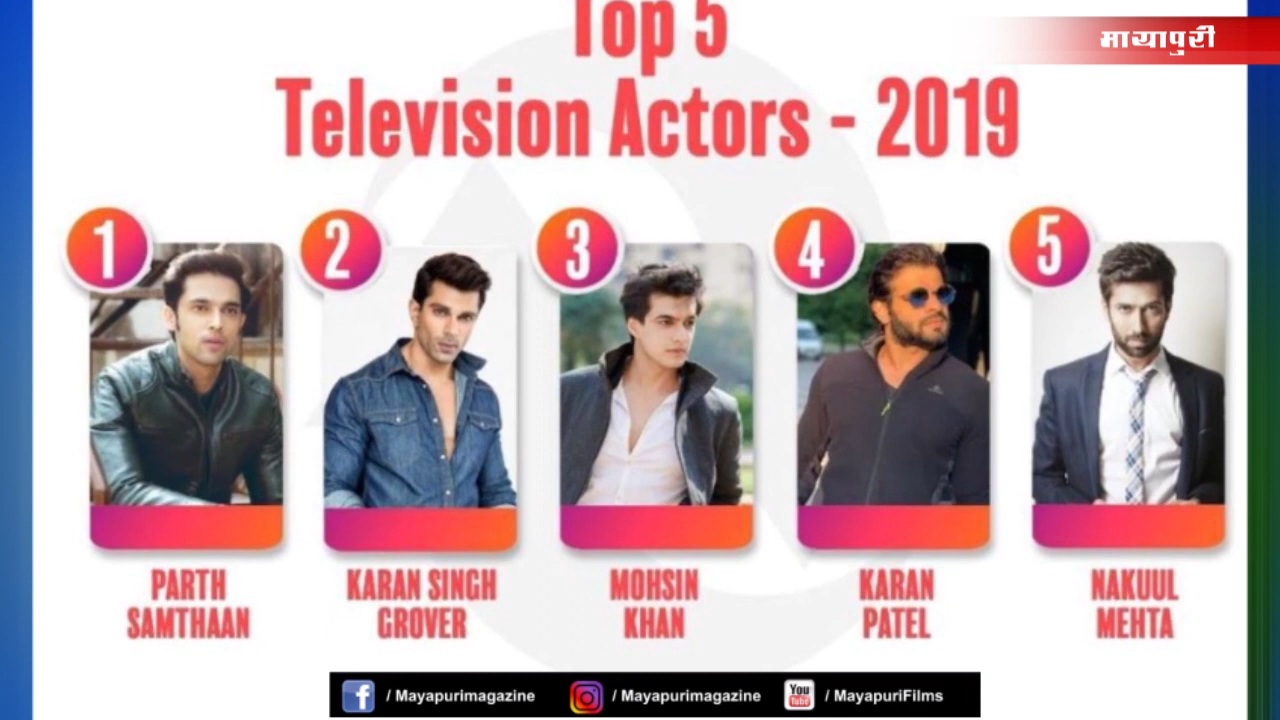 Top 5
मायापुरी
Television Actors - 2019
1
2
3
4
5
PARTH
SAMTHAAN
KARAN SINGH
GROVER
MOHSIN
KHAN
KARAN
PATEL
NAKUUL
MEHTA
/ Mayapurimagazine
/ Mayapurimagazine
You
Tube
/ MayapuriFilms